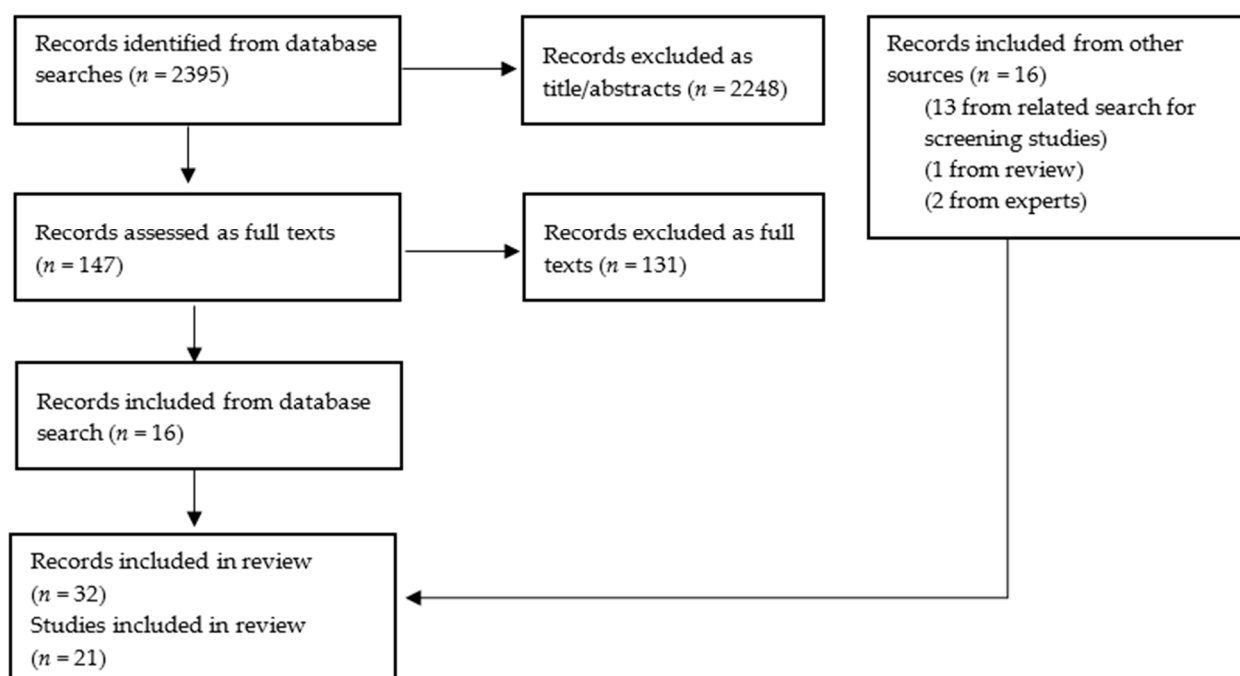 Records identified from database
searches (n = 2395)
Records excluded as
title/abstracts (n = 2248)
Records included from other
sources (n = 16)
(13 from related search for
screening studies)
(1 from review)
(2 from experts)
Records assessed as full texts
(n = 147)
Records excluded as full
texts (n = 131)
Records included from database
search (n = 16)
Records included in review
(n = 32)
Studies included in review
(n = 21)